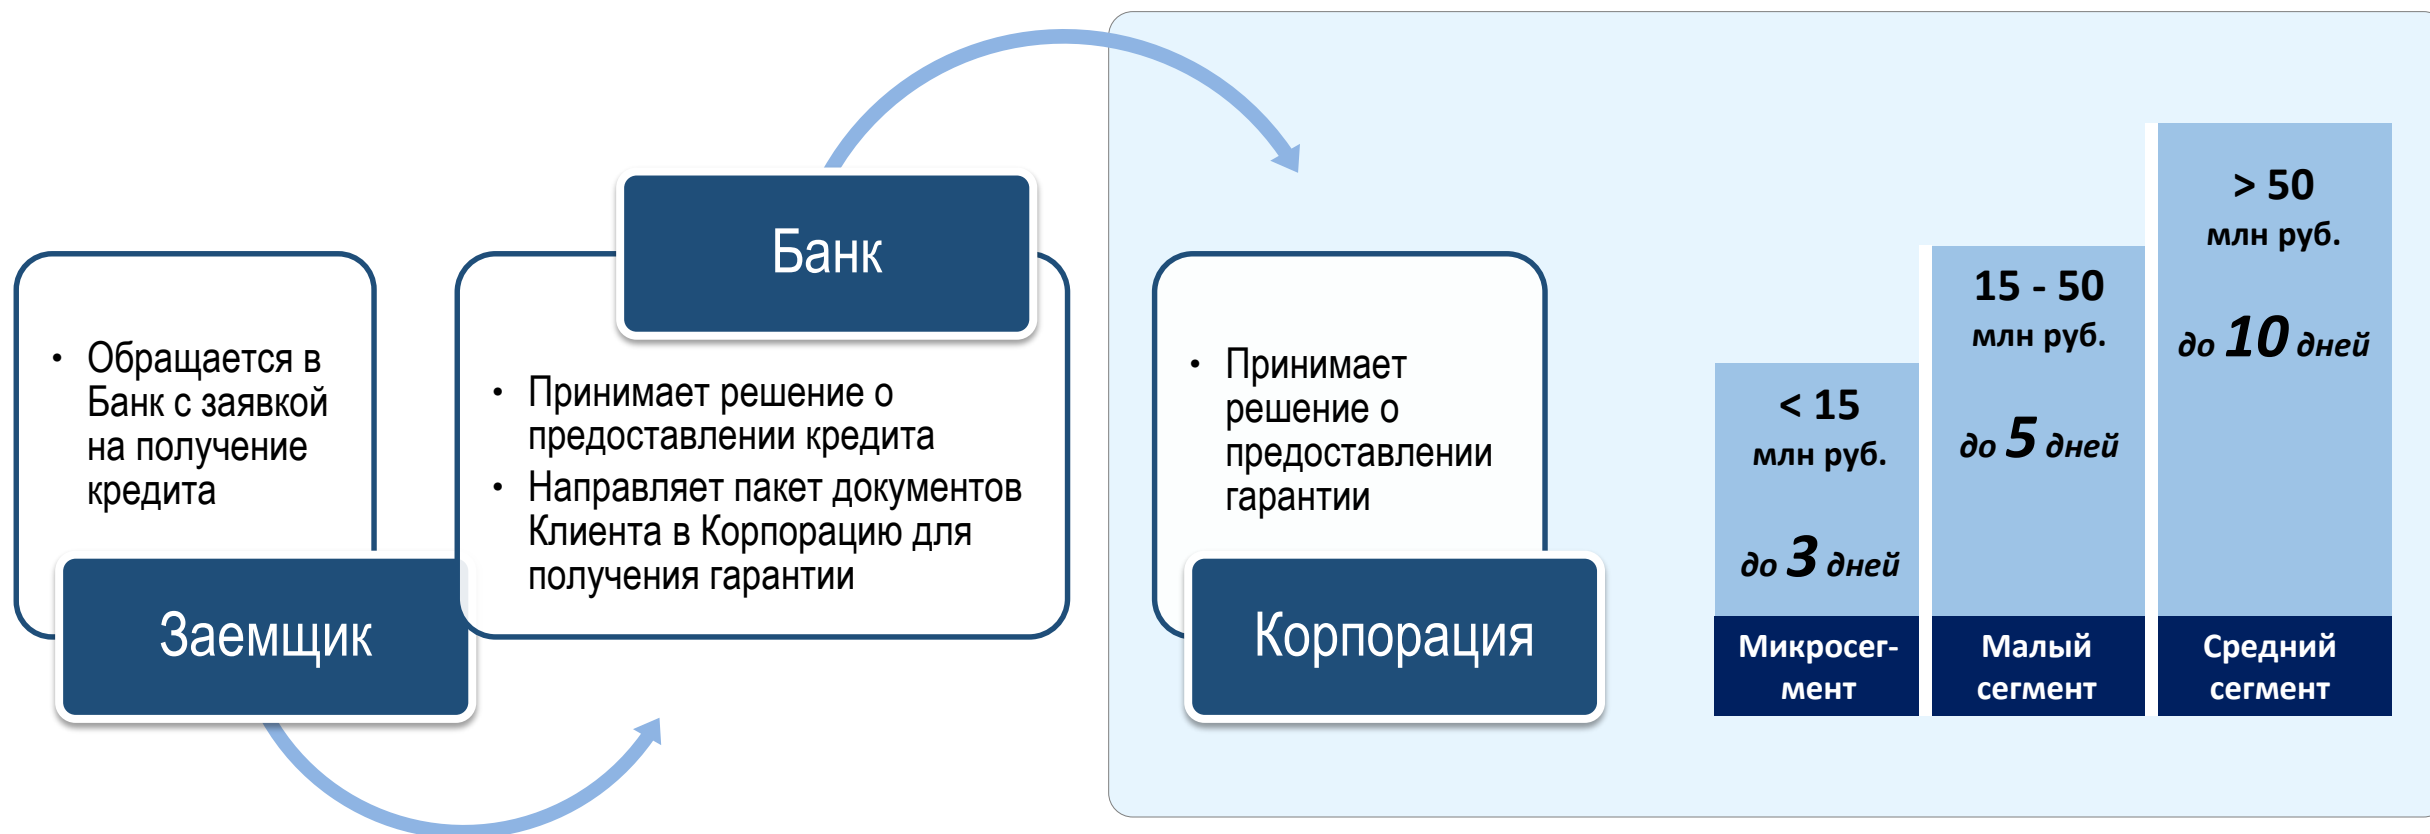 • Обращается в
Банк с заявкой
на получение
кредита
Заемщик
Банк
• Принимает решение о
предоставлении кредита
• Направляет пакет документов
Клиента в Корпорацию для
получения гарантии
• Принимает
решение о
предоставлении
гарантии
Корпорация
< 15
млн руб.
до 3 дней
Микросег-
мент
15 - 50
млн руб.
до 5 дней
Малый
сегмент
> 50
млн руб.
до 10 дней
Средний
сегмент